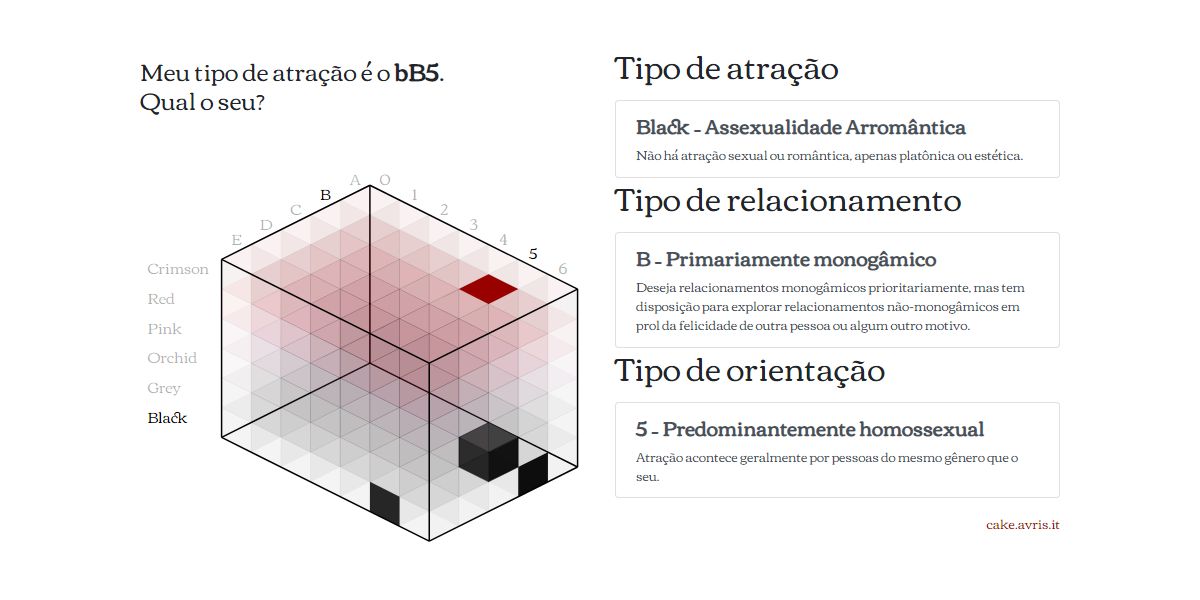 Meu tipo de atração é o bB5.
Qual o seu?
A
B
C
D
E
0
1
2
3
4
5
6
Crimson
Red
Pink
Orchid
Grey
Black
Tipo de atração
Black - Assexualidade Arromântica
Não há atração sexual ou romântica, apenas platônica ou estética.
Tipo de relacionamento
B - Primariamente monogâmico
Deseja relacionamentos monogâmicos prioritariamente, mas tem
disposição para explorar relacionamentos não-monogâmicos em
prol da felicidade de outra pessoa ou algum outro motivo.
Tipo de orientação
5 - Predominantemente homossexual
Atração acontece geralmente por pessoas do mesmo gênero que o
seu.
cake.avris.it